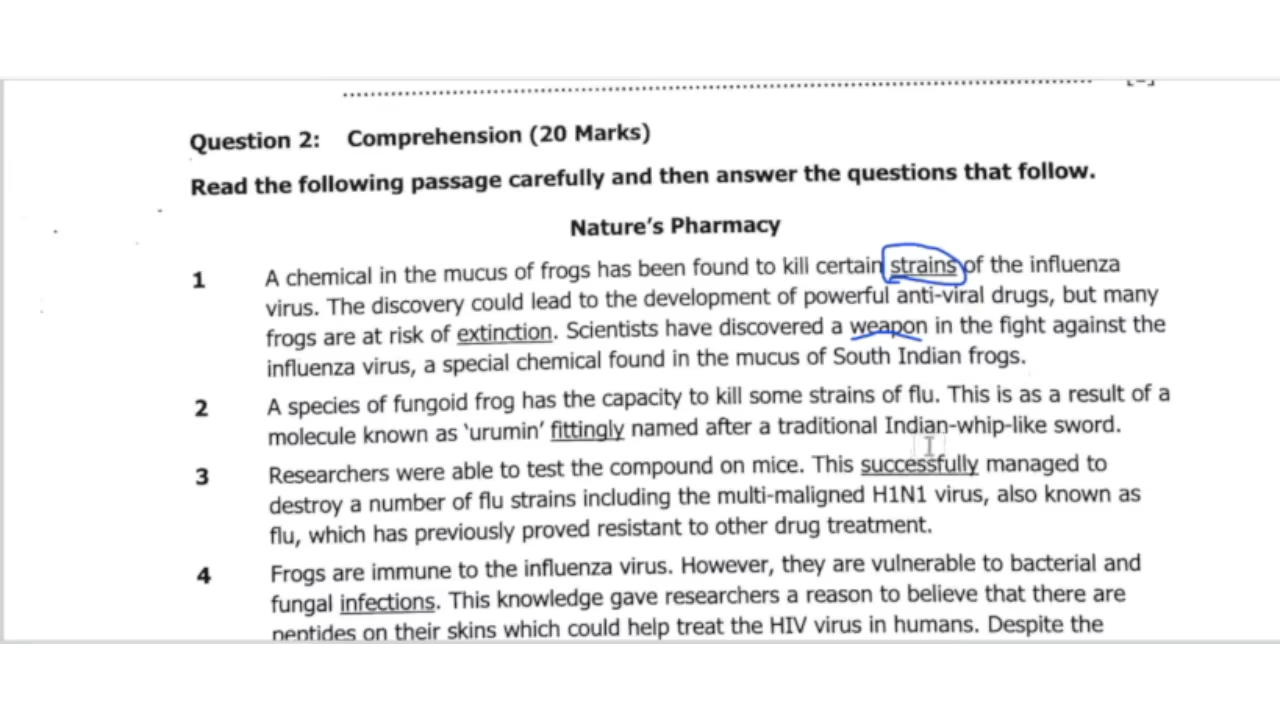 Question 2: Comprehension (20 Marks)
Read the following passage carefully and then answer the questions that follow.
Nature's Pharmacy
1 A chemical in the mucus of frogs has been found to kill certain strains of the influenza
virus. The discovery could lead to the development of powerful anti-viral drugs, but many
frogs are at risk of extinction. Scientists have discovered a weapon in the fight against the
influenza virus, a special chemical found in the mucus of South Indian frogs.
2 A species of fungoid frog has the capacity to kill some strains of flu. This is as a result of a
molecule known as 'urumin' fittingly named after a traditional Indian-whip-like sword.
3 Researchers were able to test the compound on mice. This successfully managed to
destroy a number of flu strains including the multi-maligned H1N1 virus, also known as
flu, which has previously proved resistant to other drug treatment.
4 Frogs are immune to the influenza virus. However, they are vulnerable to bacterial and
fungal infections. This knowledge gave researchers a reason to believe that there are
peptides on their skins which could help treat the HIV virus in humans. Despite the